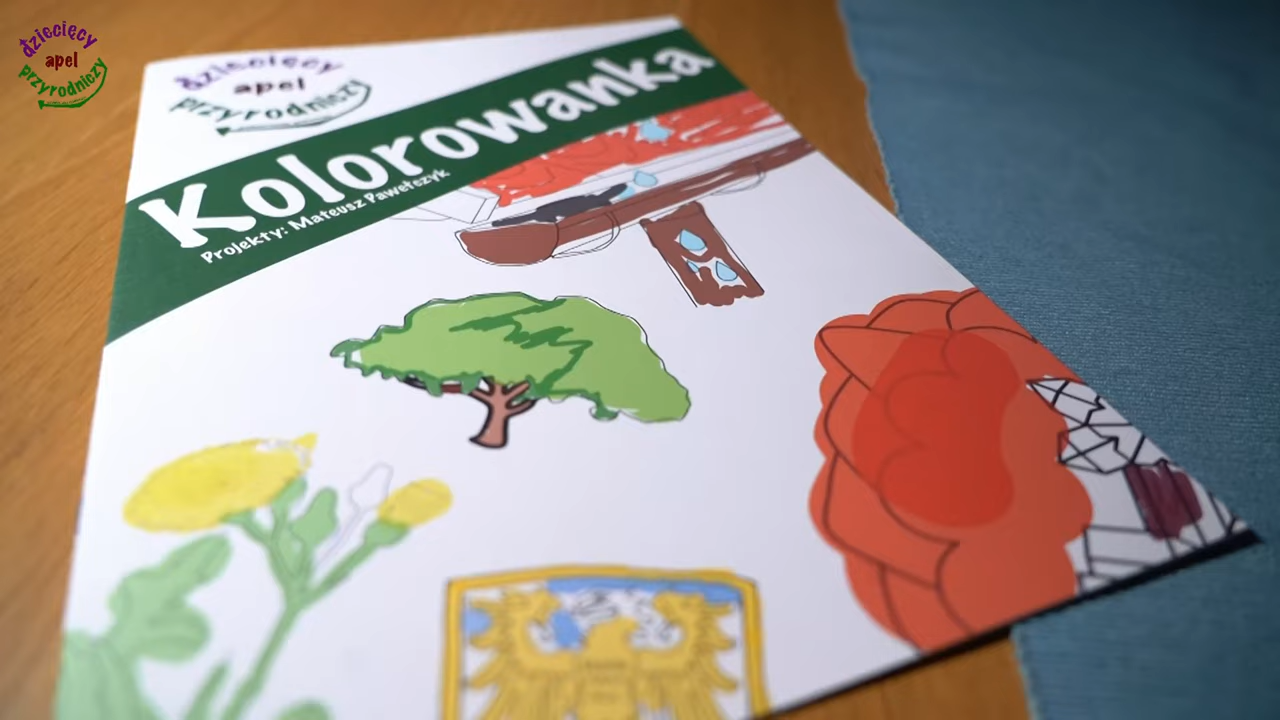 dziecięcy
apel
przyrodniczy
dziecięcy
apel
przyrodniczy
Kolorowanka
Projekty: Mateusz Pawełczyk